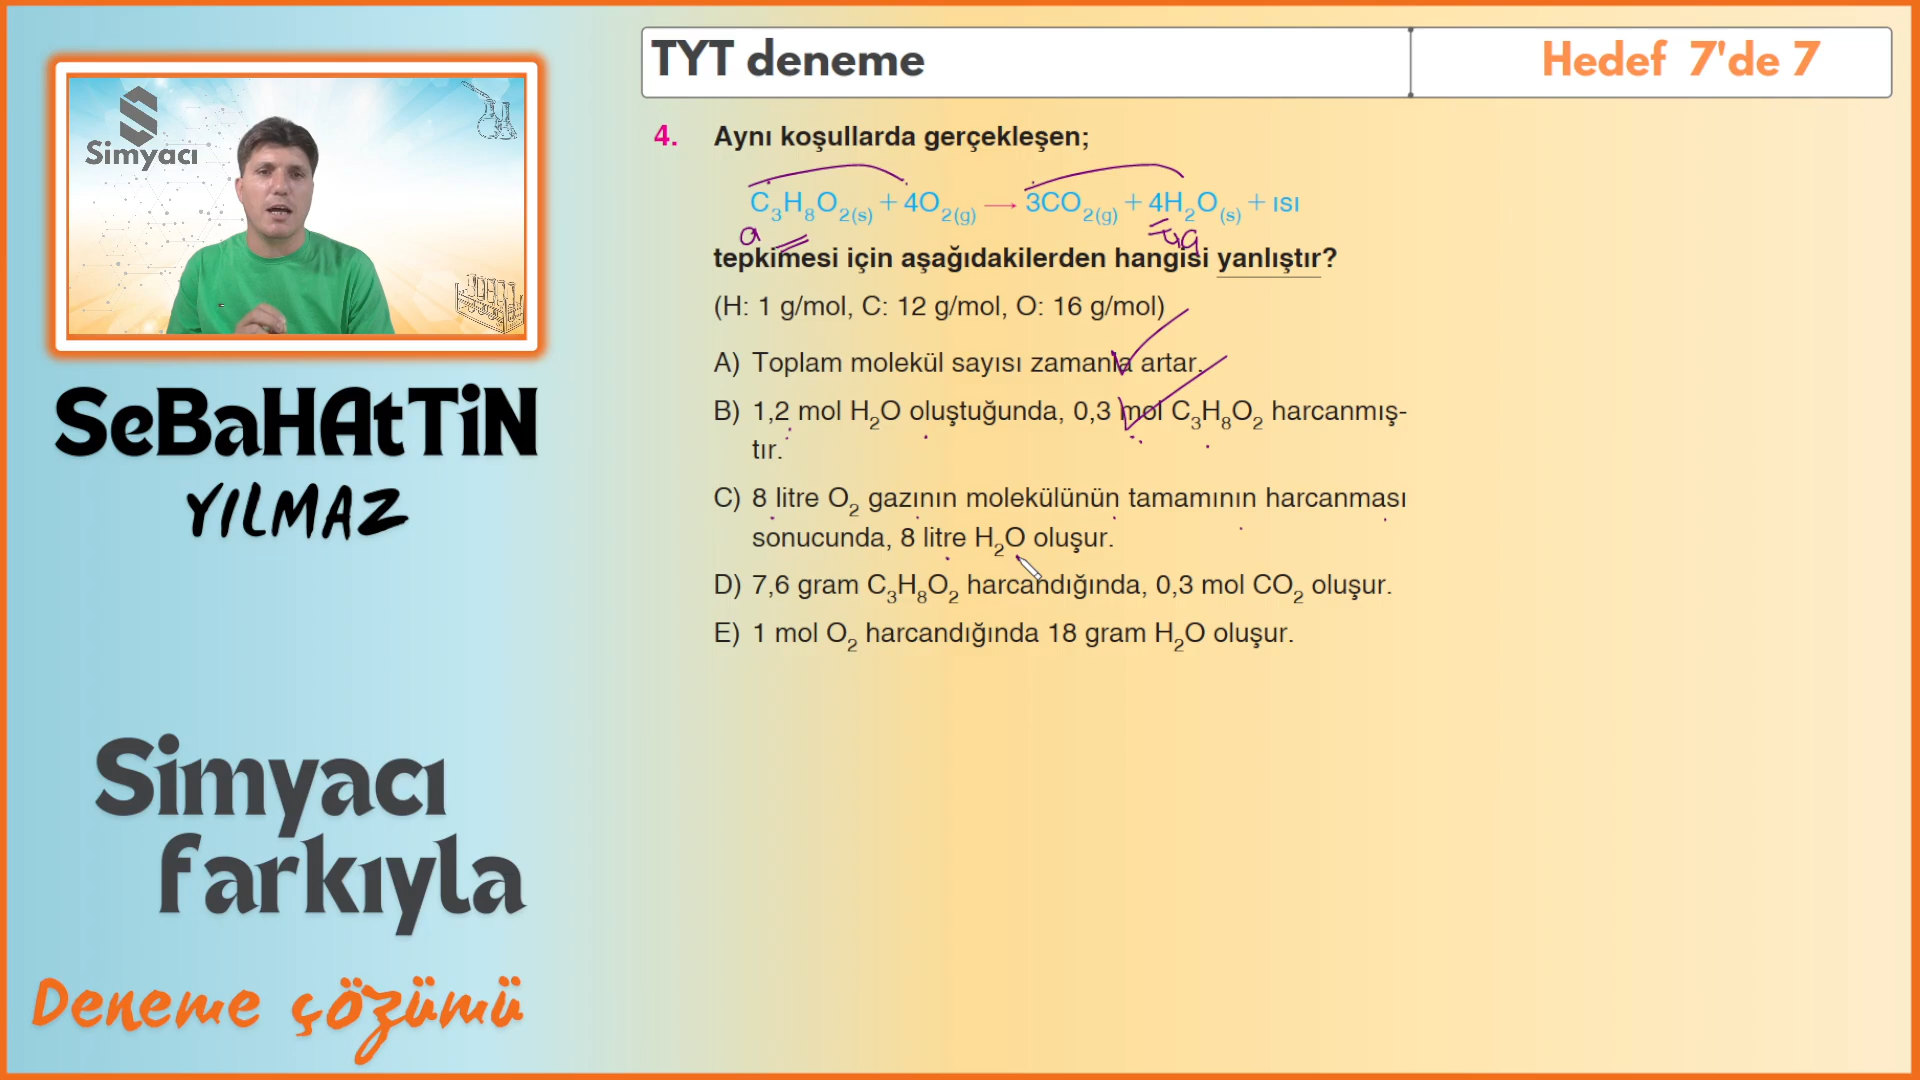 TYT deneme
Hedef 7'de 7
Simyacı
SeBaHAtTiN
YILMAZ
Simyacı
farkıyla
Deneme çözümü
4. Aynı koşullarda gerçekleşen;
C₃H₈O₂(s) + 4O₂(g) → 3CO₂(g) + 4H₂O(s) + ısı
a 4a
tepkimesi için aşağıdakilerden hangisi yanlıştır?
(H: 1 g/mol, C: 12 g/mol, O: 16 g/mol)
A) Toplam molekül sayısı zamanla artar.
B) 1,2 mol H₂O oluştuğunda, 0,3 mol C₃H₈O₂ harcanmış-
tır.
C) 8 litre O₂ gazının molekülünün tamamının harcanması
sonucunda, 8 litre H₂O oluşur.
D) 7,6 gram C₃H₈O₂ harcandığında, 0,3 mol CO₂ oluşur.
E) 1 mol O₂ harcandığında 18 gram H₂O oluşur.